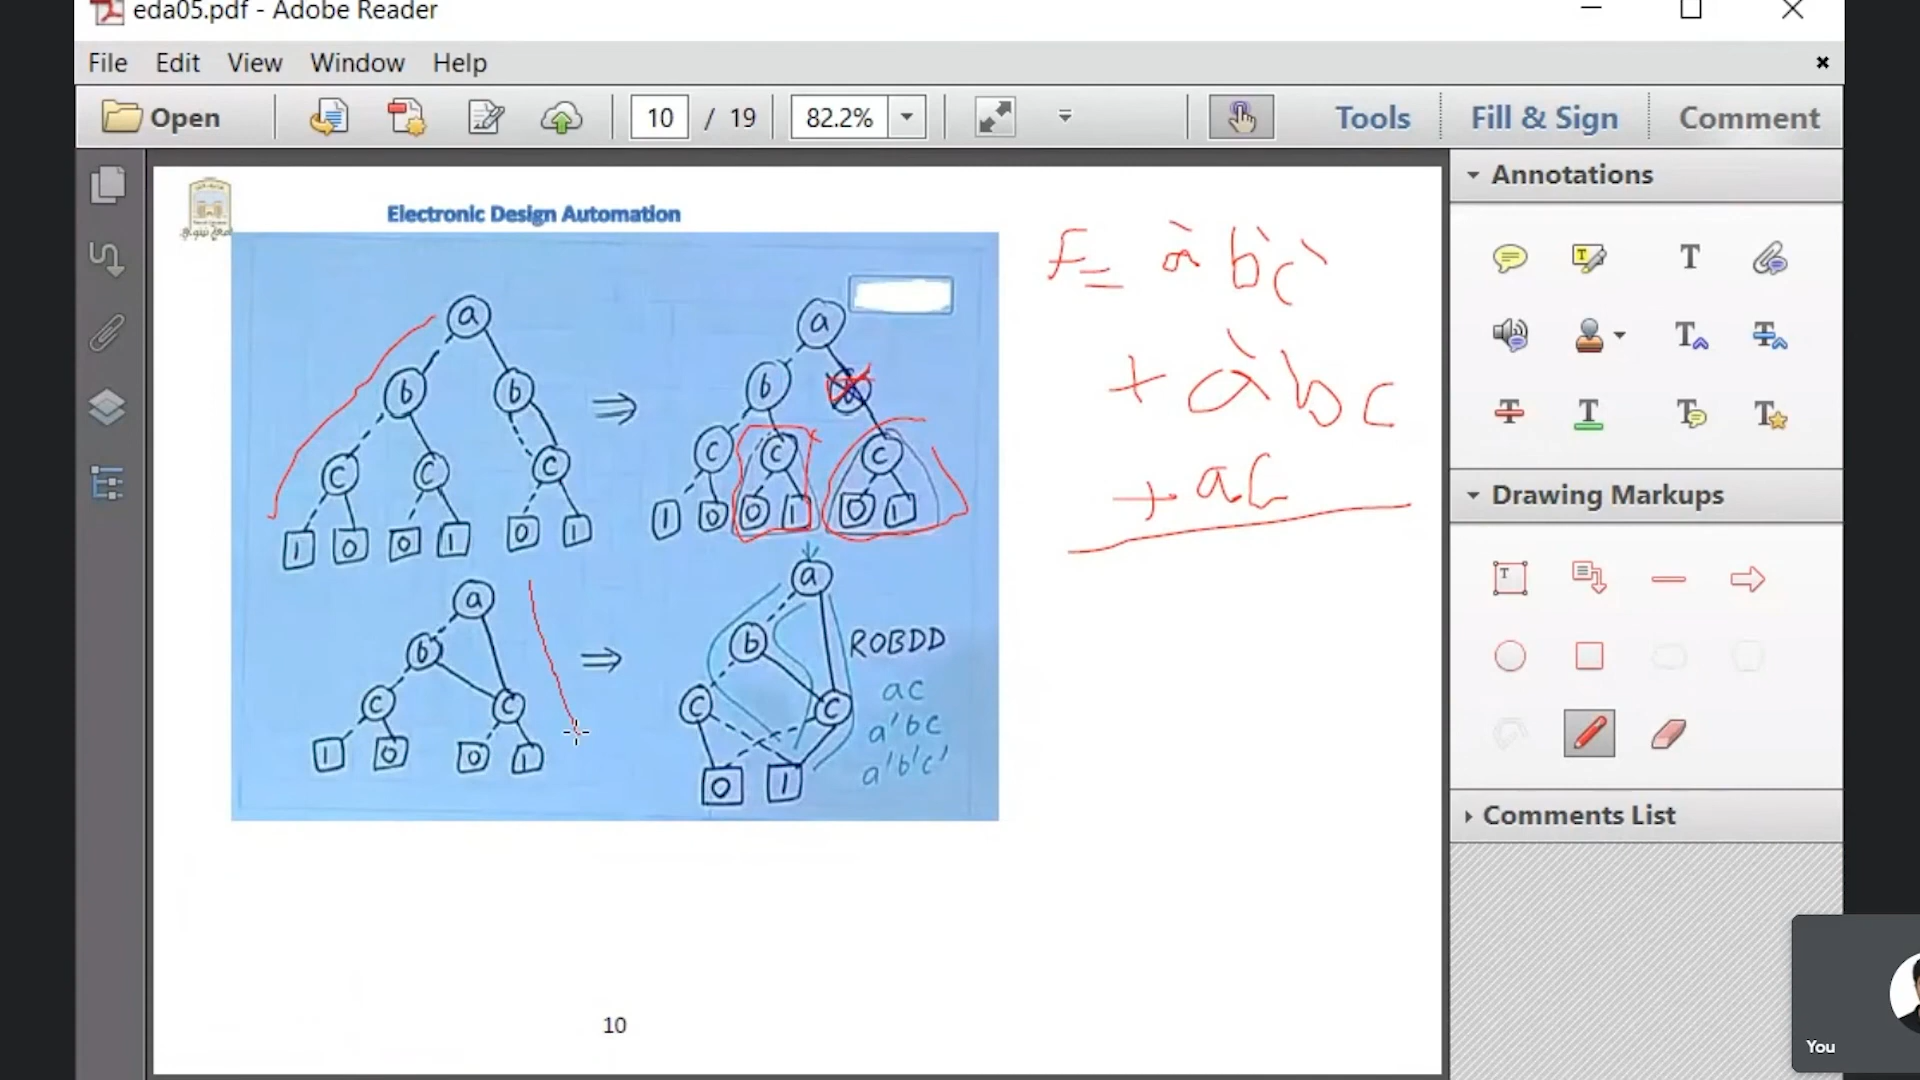 eda05.pdf - Adobe Reader
File Edit View Window Help
Open 10 / 19 82.2% Tools Fill & Sign Comment
Annotations
Electronic Design Automation
F= a' b' c'
+ a' b c
+ ac
a
b b
c c c
1 0 0 1 0 1
⇒
a
b
c c c
1 0 0 1 0 1
a
b
c c
1 0 0 1
⇒
a
b
c c
0 1
ROBDD
ac
a'bc
a'b'c'
Drawing Markups
Comments List
10
You